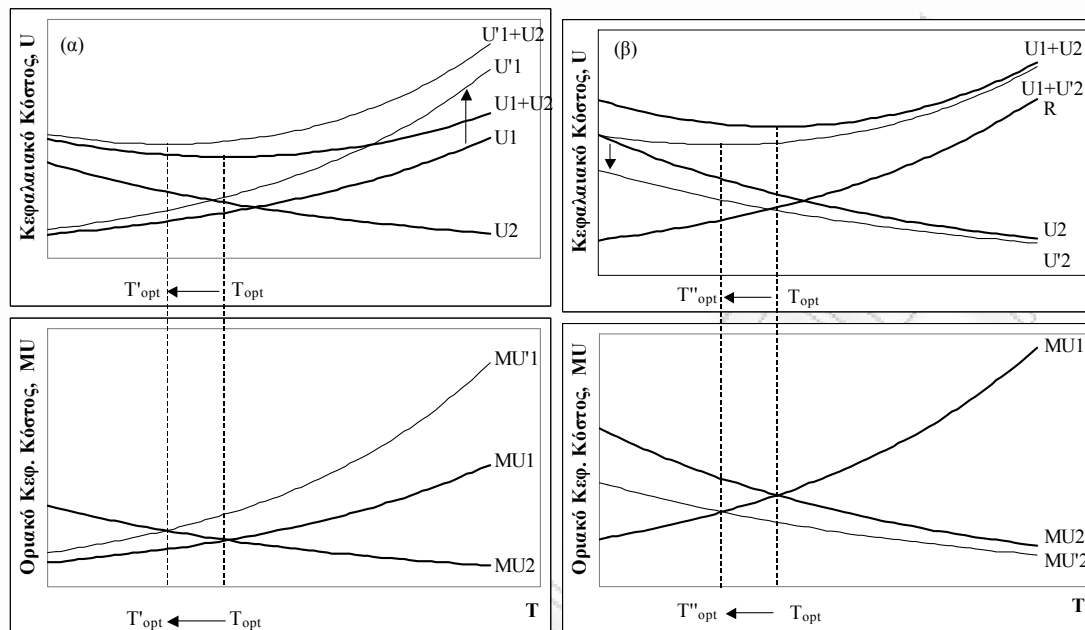 (α)
Κεφαλαιακό Κόστος, U
U'1+U2
U'1
U1+U2
U1
U2
T'opt
Topt
(β)
Κεφαλαιακό Κόστος, U
U1+U2
U1+U'2
R
U2
U'2
T''opt
Topt
Οριακό Κεφ. Κόστος, MU
MU'1
MU1
MU2
T'opt
Topt
T
Οριακό Κεφ. Κόστος, MU
MU1
MU2
MU'2
T''opt
Topt
T